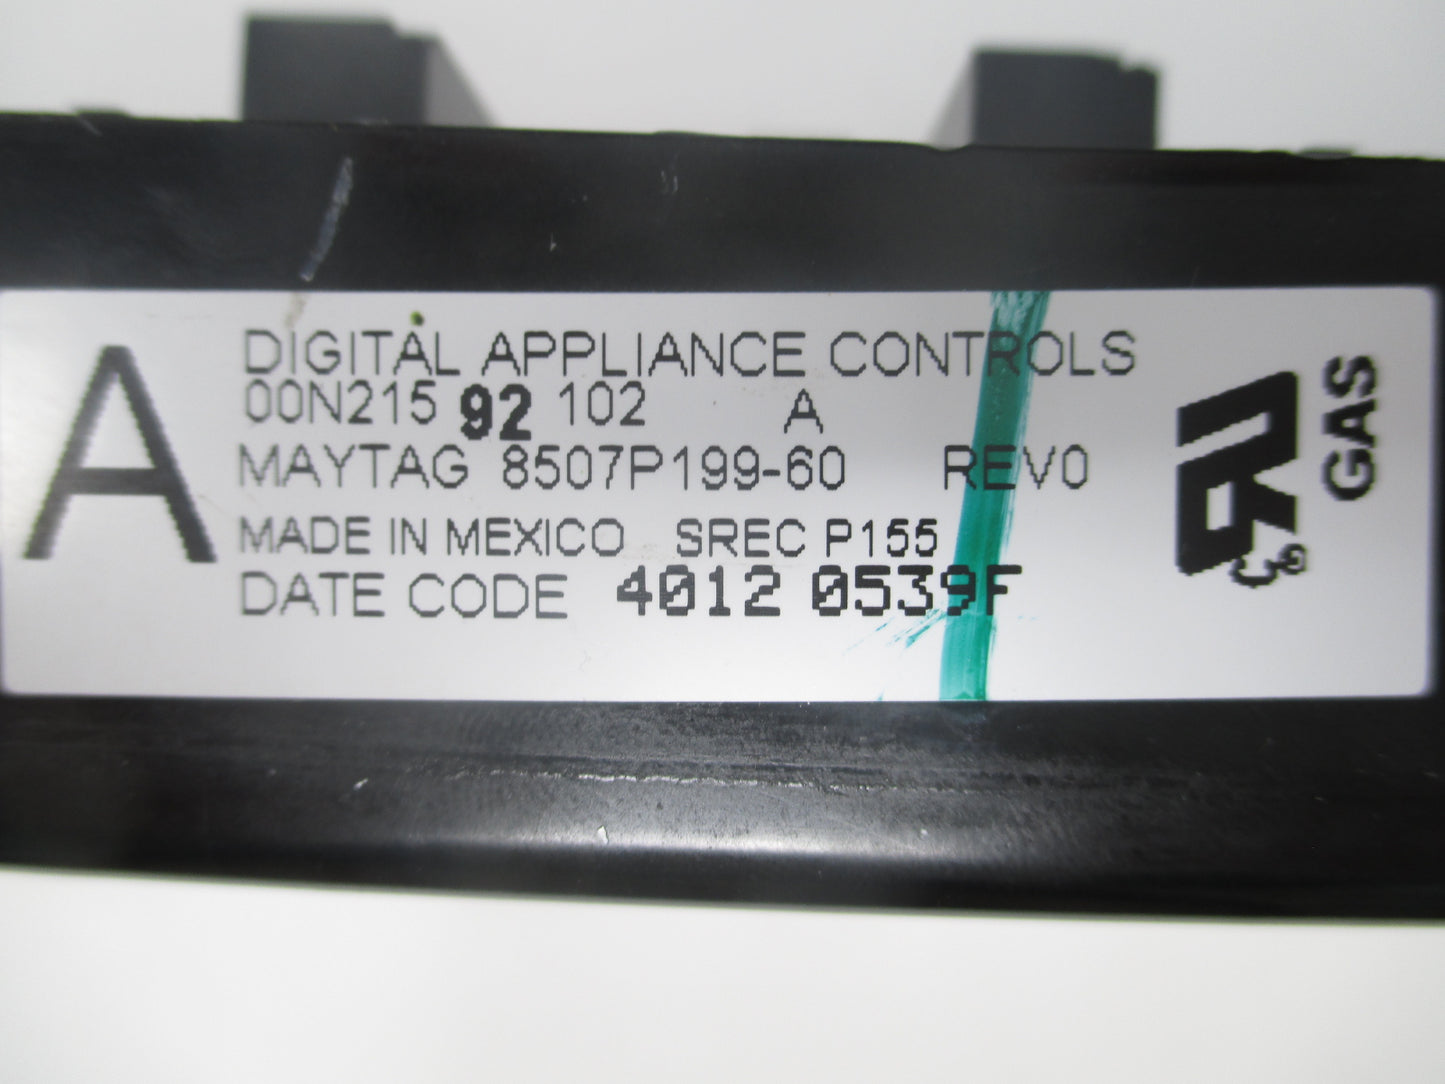 A
DIGITAL APPLIANCE CONTROLS
00N215 92 102 A
MAYTAG 8507P199-60 REV0
MADE IN MEXICO SREC P155
DATE CODE 4012 0539F
GAS